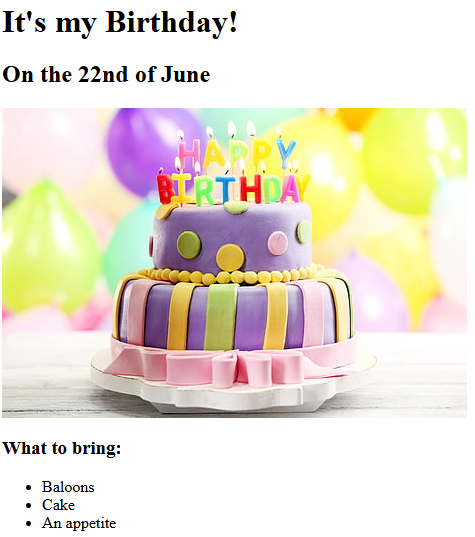 It's my Birthday!
On the 22nd of June
HAPPY
BIRTHDAY
What to bring:
Baloons
Cake
An appetite